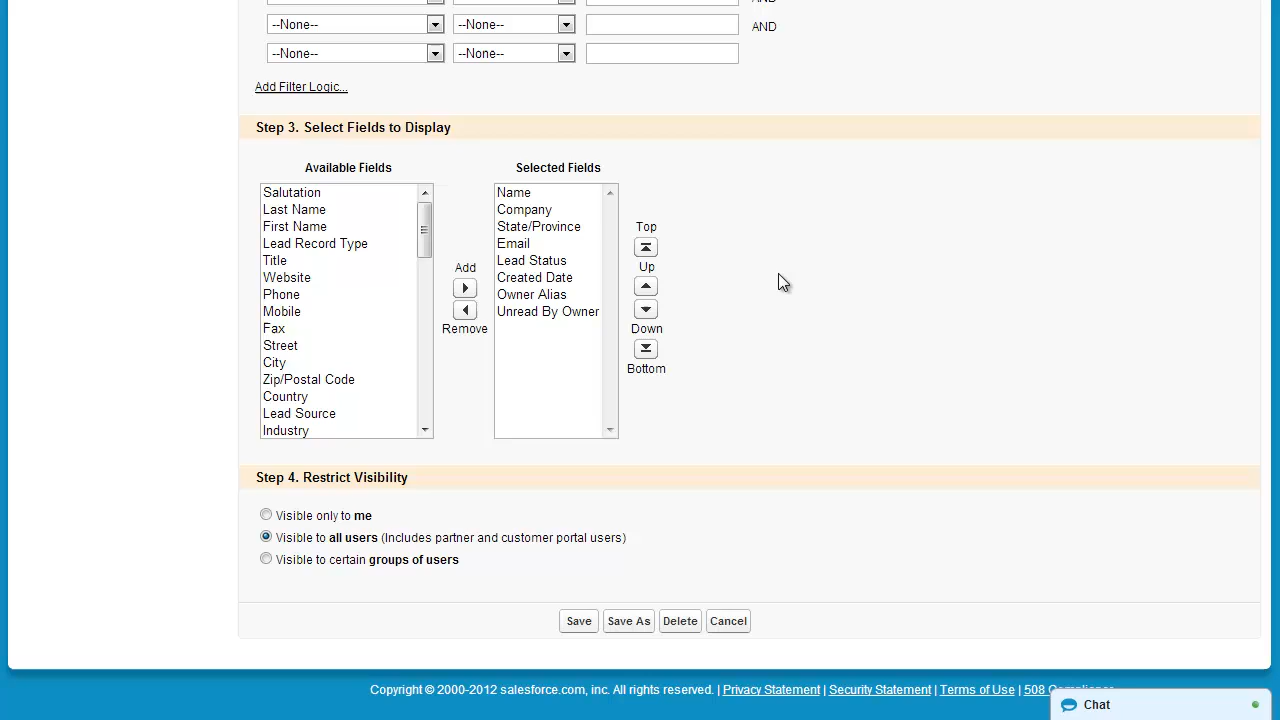 AND
--None-- --None-- AND
--None-- --None--
Add Filter Logic...
Step 3. Select Fields to Display
Available Fields
Salutation
Last Name
First Name
Lead Record Type
Title
Website
Phone
Mobile
Fax
Street
City
Zip/Postal Code
Country
Lead Source
Industry
Add
Remove
Selected Fields
Name
Company
State/Province
Email
Lead Status
Created Date
Owner Alias
Unread By Owner
Top
Up
Down
Bottom
Step 4. Restrict Visibility
Visible only to me
Visible to all users (Includes partner and customer portal users)
Visible to certain groups of users
Save Save As Delete Cancel
Copyright © 2000-2012 salesforce.com, inc. All rights reserved. | Privacy Statement | Security Statement | Terms of Use | 508 Compliance
Chat